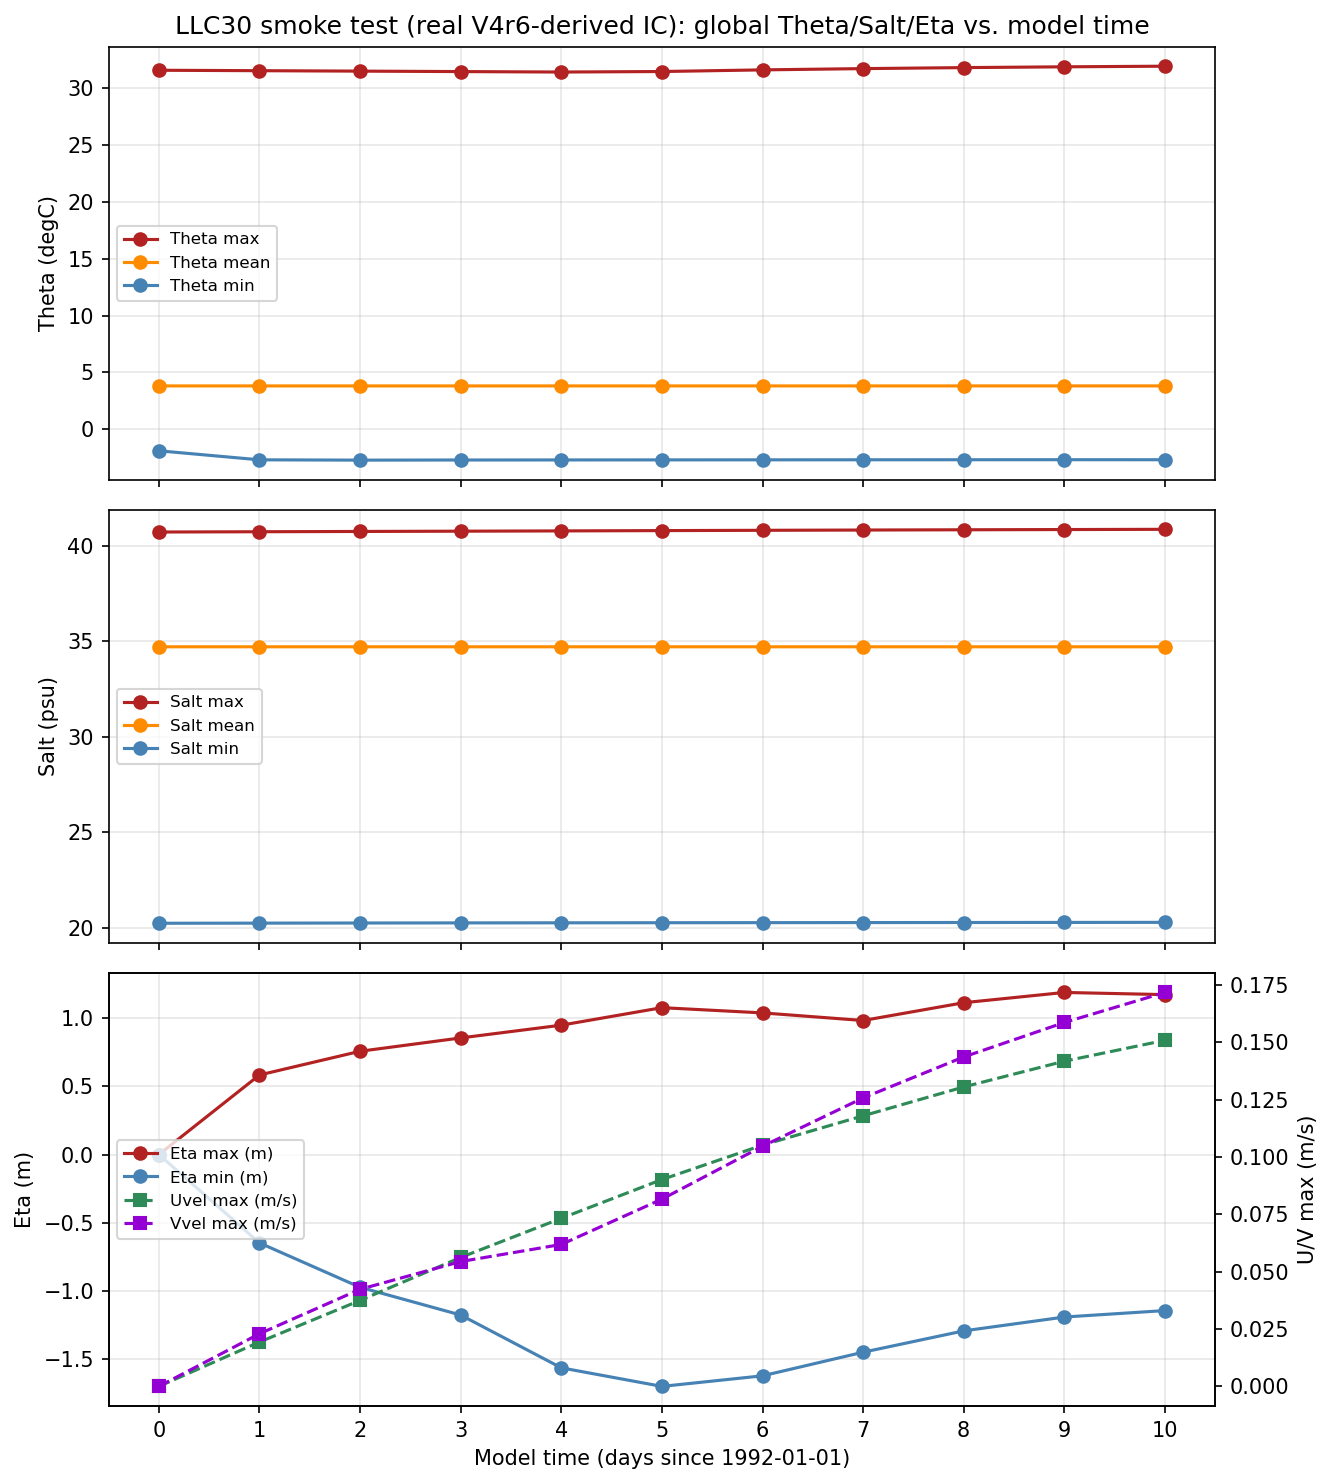 LLC30 smoke test (real V4r6-derived IC): global Theta/Salt/Eta vs. model time
30
25
20
15
10
5
0
Theta (degC)
Theta max
Theta mean
Theta min
40
35
30
25
20
Salt (psu)
Salt max
Salt mean
Salt min
1.0
0.5
0.0
−0.5
−1.0
−1.5
Eta (m)
Eta max (m)
Eta min (m)
Uvel max (m/s)
Vvel max (m/s)
0.175
0.150
0.125
0.100
0.075
0.050
0.025
0.000
U/V max (m/s)
0 1 2 3 4 5 6 7 8 9 10
Model time (days since 1992-01-01)